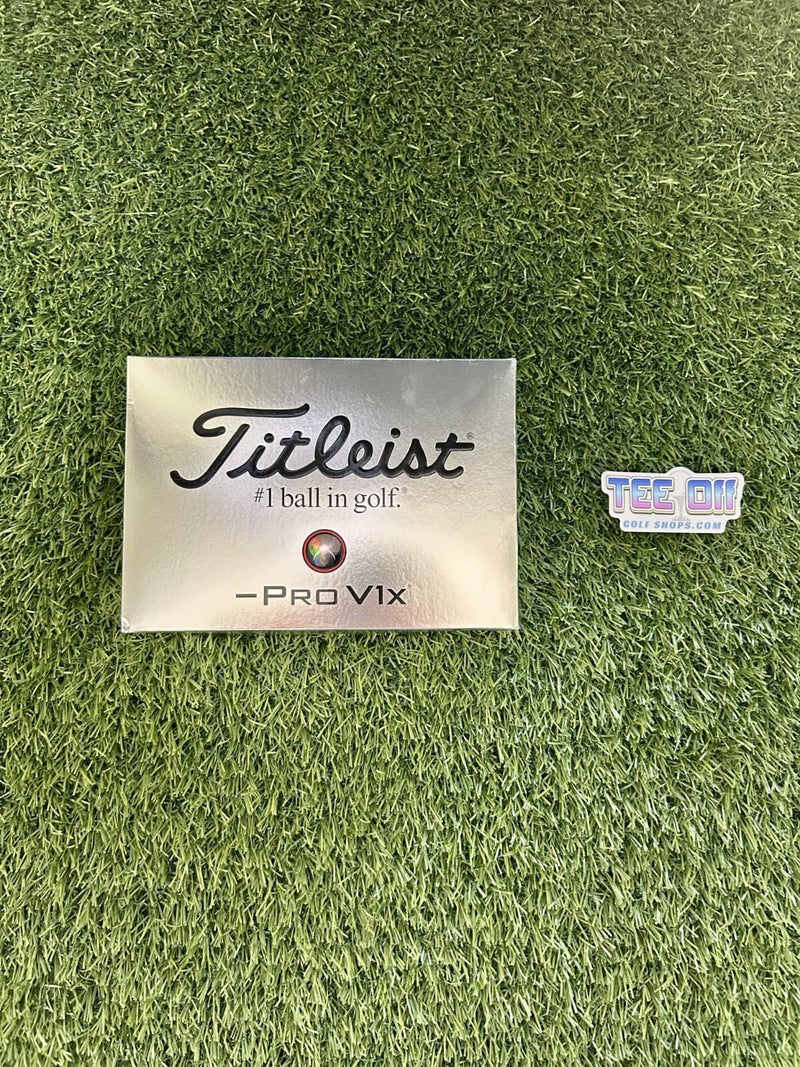 Titleist®
#1 ball in golf.®
–PRO V1x
TEE OFF
GOLF SHOPS.COM